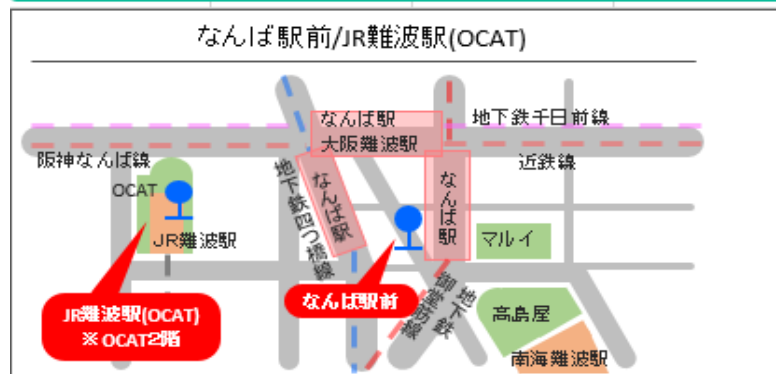 なんば駅前/JR難波駅(OCAT)
なんば駅
大阪難波駅
地下鉄千日前線
阪神なんば線
近鉄線
OCAT
地下鉄四つ橋線
なんば駅
なんば駅
JR難波駅
マルイ
なんば駅前
JR難波駅(OCAT)
※ OCAT2階
地下鉄
御堂筋線
高島屋
南海難波駅